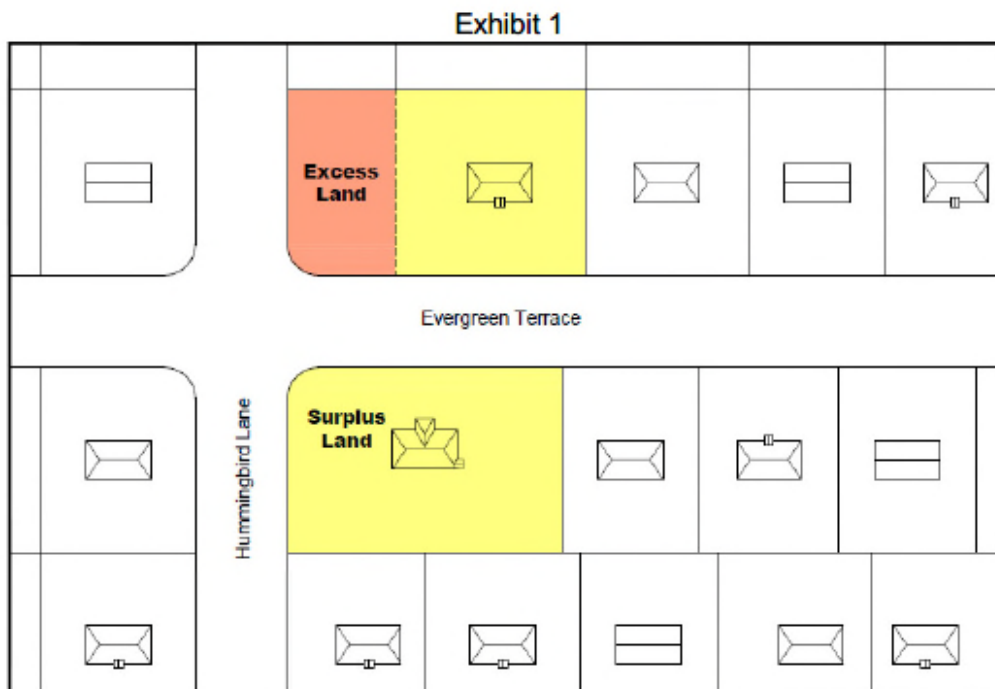 Exhibit 1
Excess
Land
Evergreen Terrace
Surplus
Land
Hummingbird Lane